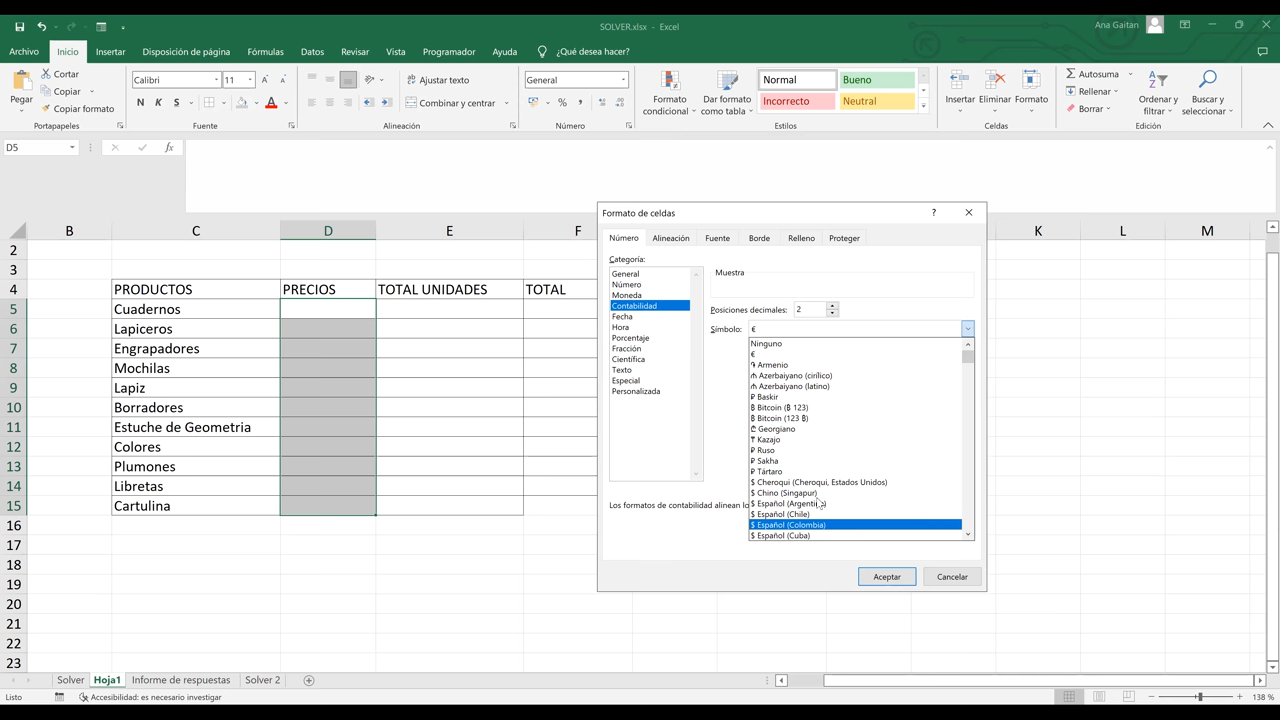 SOLVER.xlsx - Excel
Ana Gaitan
Archivo Inicio Insertar Disposición de página Fórmulas Datos Revisar Vista Programador Ayuda ¿Qué desea hacer?
Pegar
Cortar
Copiar
Copiar formato
Portapapeles
Calibri 11
N K S
Fuente
Ajustar texto
Combinar y centrar
Alineación
General
% 
Número
Formato
condicional
Dar formato
como tabla
Normal Bueno
Incorrecto Neutral
Estilos
Insertar Eliminar Formato
Celdas
Autosuma
Rellenar
Borrar
Ordenar y
filtrar
Buscar y
seleccionar
Edición
D5 fx
B C D E F K L M
2
3
4 PRODUCTOS PRECIOS TOTAL UNIDADES TOTAL
5 Cuadernos
6 Lapiceros
7 Engrapadores
8 Mochilas
9 Lapiz
10 Borradores
11 Estuche de Geometria
12 Colores
13 Plumones
14 Libretas
15 Cartulina
16
17
18
19
20
21
22
23
Formato de celdas ?
Número Alineación Fuente Borde Relleno Proteger
Categoría:
General
Número
Moneda
Contabilidad
Fecha
Hora
Porcentaje
Fracción
Científica
Texto
Especial
Personalizada
Muestra
Posiciones decimales: 2
Símbolo: €
Ninguno
€
֏ Armenio
₼ Azerbaiyano (cirílico)
₼ Azerbaiyano (latino)
₽ Baskir
₿ Bitcoin (₿ 123)
₿ Bitcoin (123 ₿)
₾ Georgiano
₸ Kazajo
₽ Ruso
₽ Sakha
₽ Tártaro
$ Cheroqui (Cheroqui, Estados Unidos)
$ Chino (Singapur)
$ Español (Argentina)
$ Español (Chile)
$ Español (Colombia)
$ Español (Cuba)
Los formatos de contabilidad alinean lo
Aceptar Cancelar
Solver Hoja1 Informe de respuestas Solver 2
Listo Accesibilidad: es necesario investigar 138 %